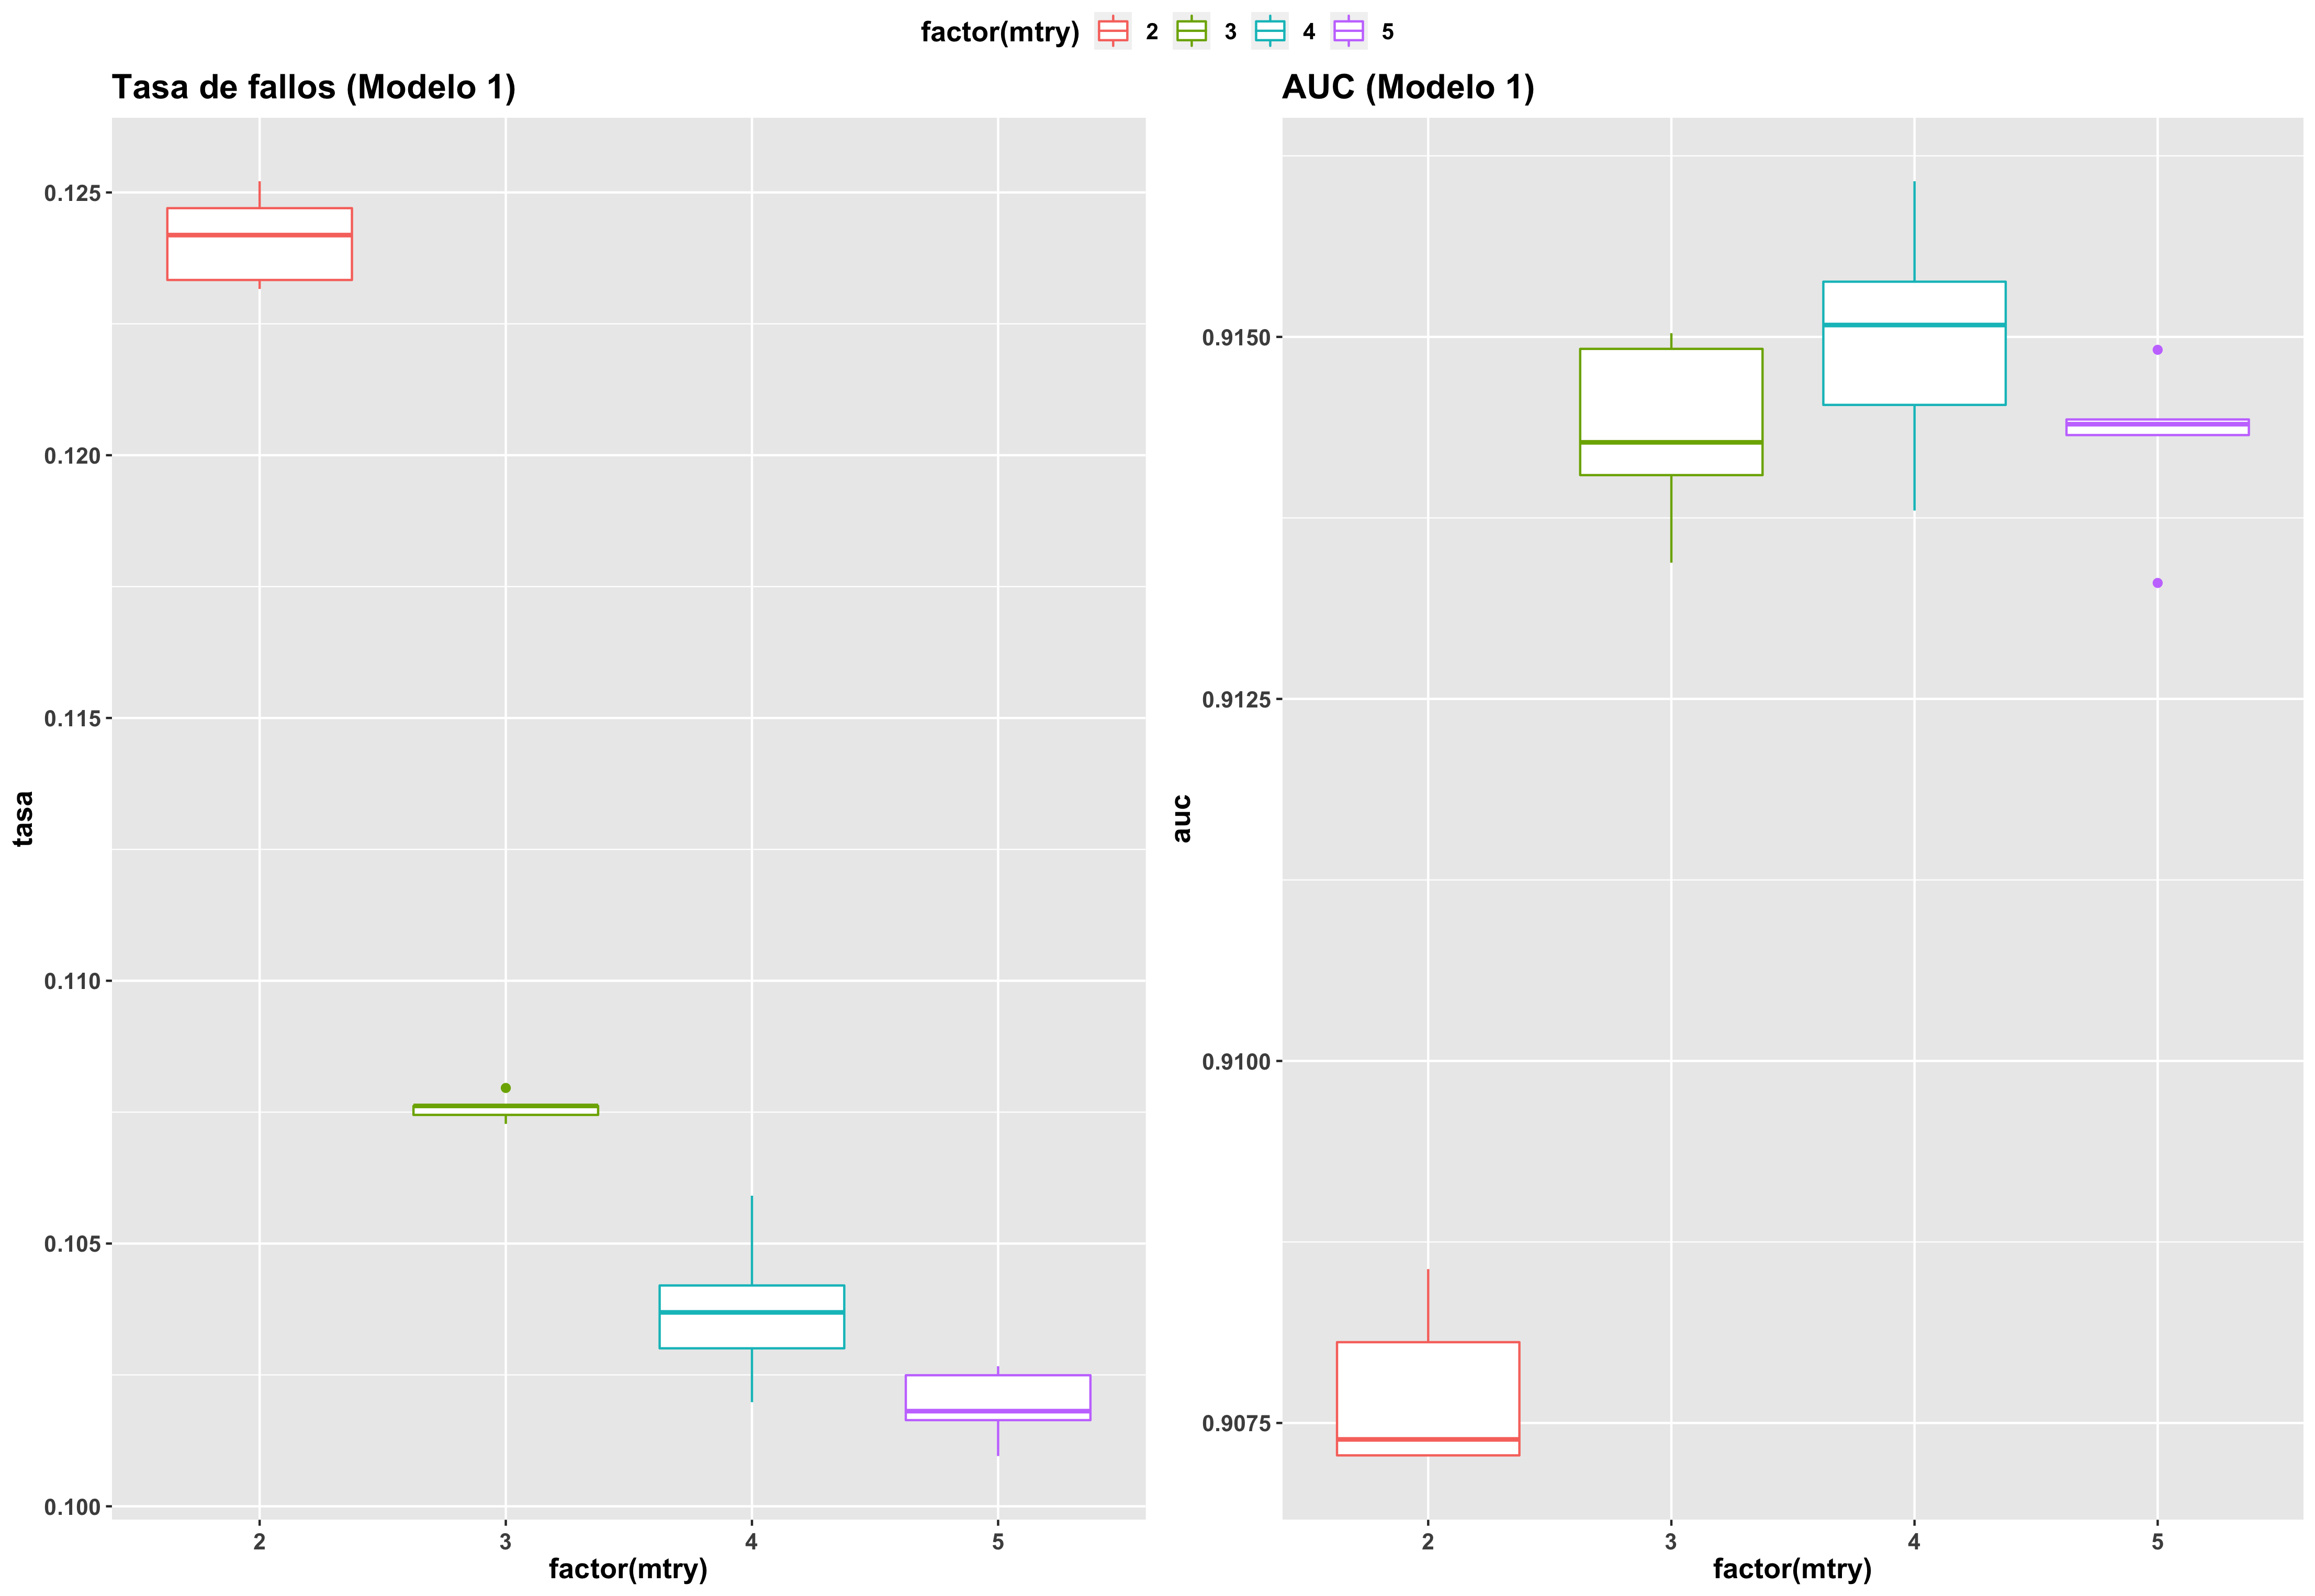 factor(mtry) 2 3 4 5
Tasa de fallos (Modelo 1)
0.125
0.120
0.115
0.110
0.105
0.100
tasa
2 3 4 5
factor(mtry)
AUC (Modelo 1)
0.9150
0.9125
0.9100
0.9075
auc
2 3 4 5
factor(mtry)